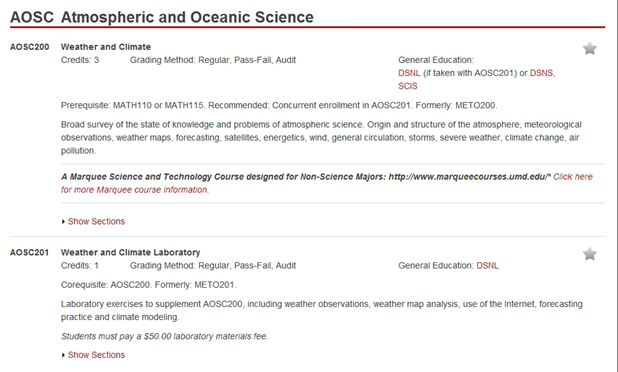 AOSC Atmospheric and Oceanic Science
AOSC200 Weather and Climate
Credits: 3 Grading Method: Regular, Pass-Fail, Audit General Education:
DSNL (if taken with AOSC201) or DSNS,
SCIS
Prerequisite: MATH110 or MATH115. Recommended: Concurrent enrollment in AOSC201. Formerly: METO200.
Broad survey of the state of knowledge and problems of atmospheric science. Origin and structure of the atmosphere, meteorological
observations, weather maps, forecasting, satellites, energetics, wind, general circulation, storms, severe weather, climate change, air
pollution.
A Marquee Science and Technology Course designed for Non-Science Majors: http://www.marqueecourses.umd.edu/* Click here
for more Marquee course information.
Show Sections
AOSC201 Weather and Climate Laboratory
Credits: 1 Grading Method: Regular, Pass-Fail, Audit General Education: DSNL
Corequisite: AOSC200. Formerly: METO201.
Laboratory exercises to supplement AOSC200, including weather observations, weather map analysis, use of the Internet, forecasting
practice and climate modeling.
Students must pay a $50.00 laboratory materials fee.
Show Sections